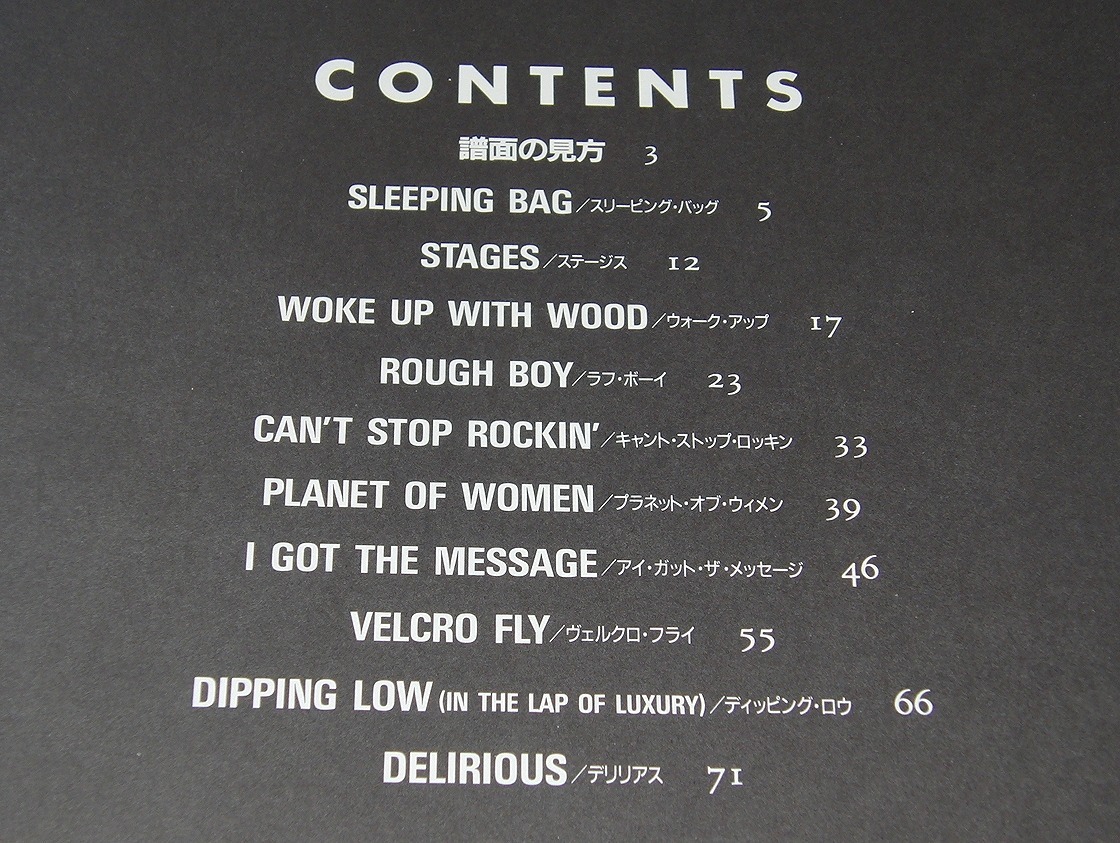 CONTENTS
譜面の見方 3
SLEEPING BAG／スリーピング・バッグ 5
STAGES／ステージス 12
WOKE UP WITH WOOD／ウォーク・アップ 17
ROUGH BOY／ラフ・ボーイ 23
CAN'T STOP ROCKIN'／キャント・ストップ・ロッキン 33
PLANET OF WOMEN／プラネット・オブ・ウィメン 39
I GOT THE MESSAGE／アイ・ガット・ザ・メッセージ 46
VELCRO FLY／ヴェルクロ・フライ 55
DIPPING LOW (IN THE LAP OF LUXURY)／ディッピング・ロウ 66
DELIRIOUS／デリリアス 71